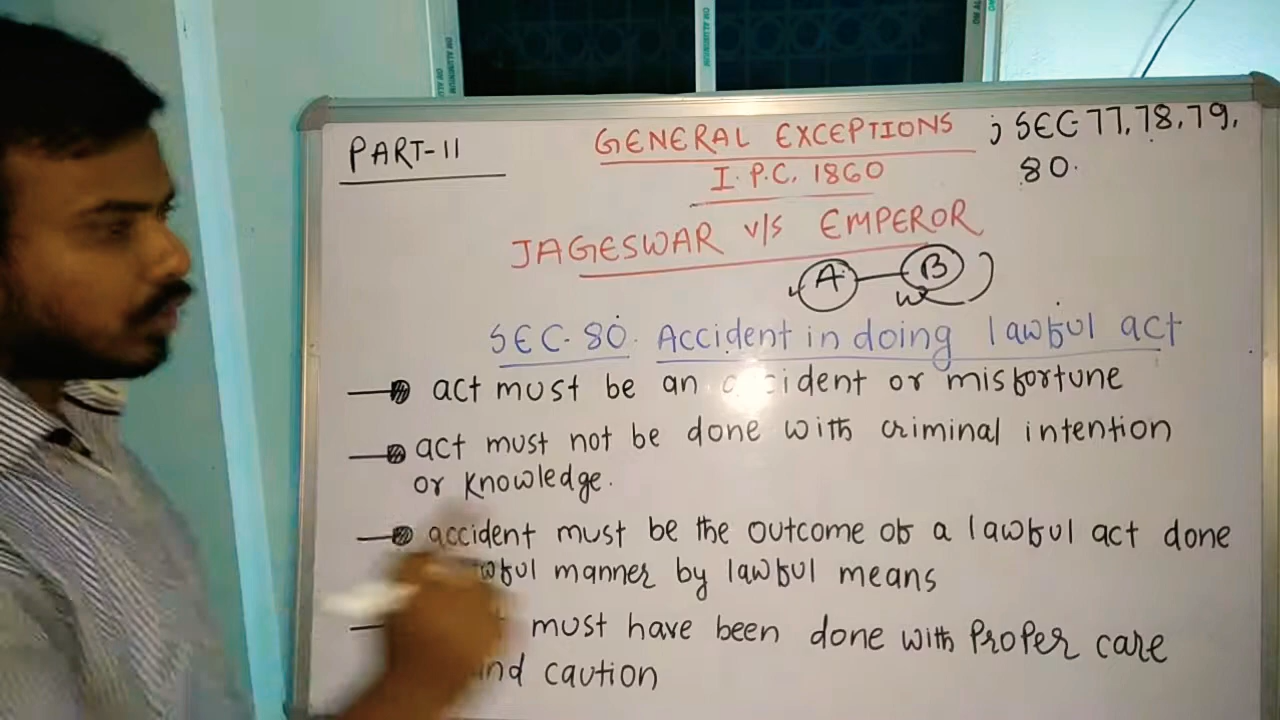 PART-II
GENERAL EXCEPTIONS ; SEC-77,78,79,
80.
I.P.C. 1860
JAGESWAR v/s EMPEROR
A B
SEC-80. Accident in doing lawful act
act must be an accident or misfortune
act must not be done with criminal intention
or knowledge.
accident must be the outcome of a lawful act done
manner by lawful means
must have been done with Proper care
and caution